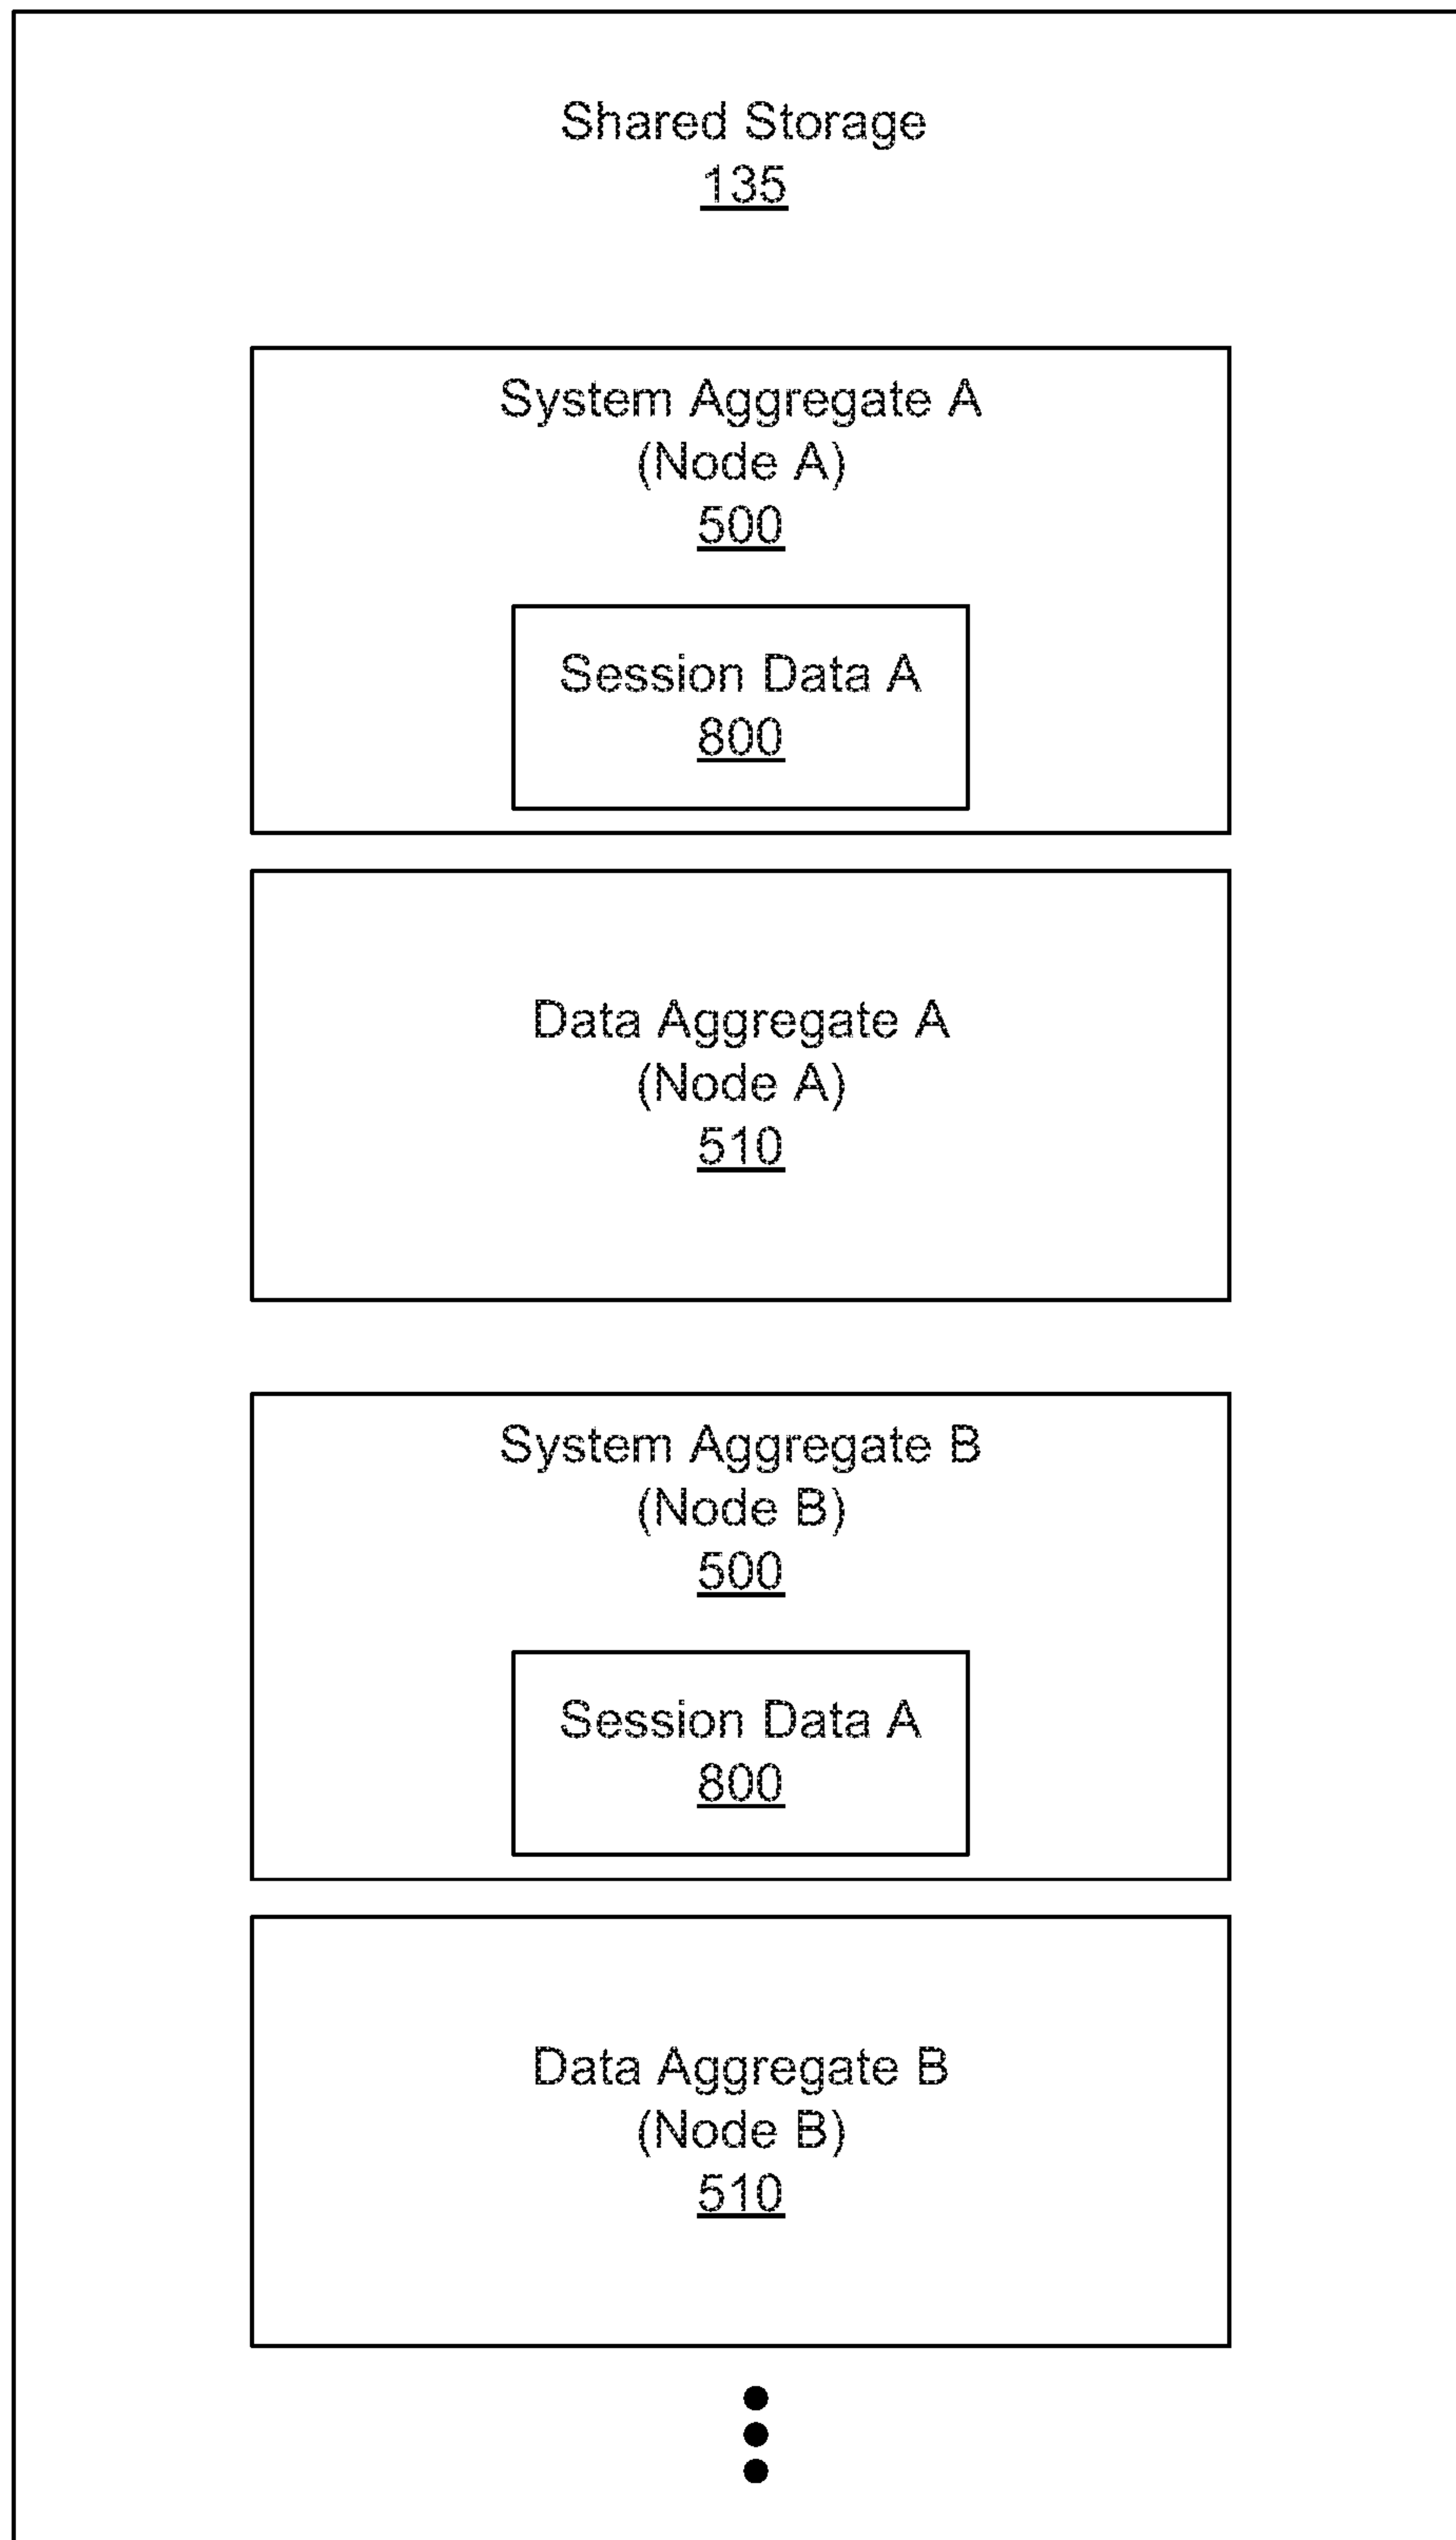 Shared Storage
135
System Aggregate A
(Node A)
500
Session Data A
800
Data Aggregate A
(Node A)
510
System Aggregate B
(Node B)
500
Session Data A
800
Data Aggregate B
(Node B)
510